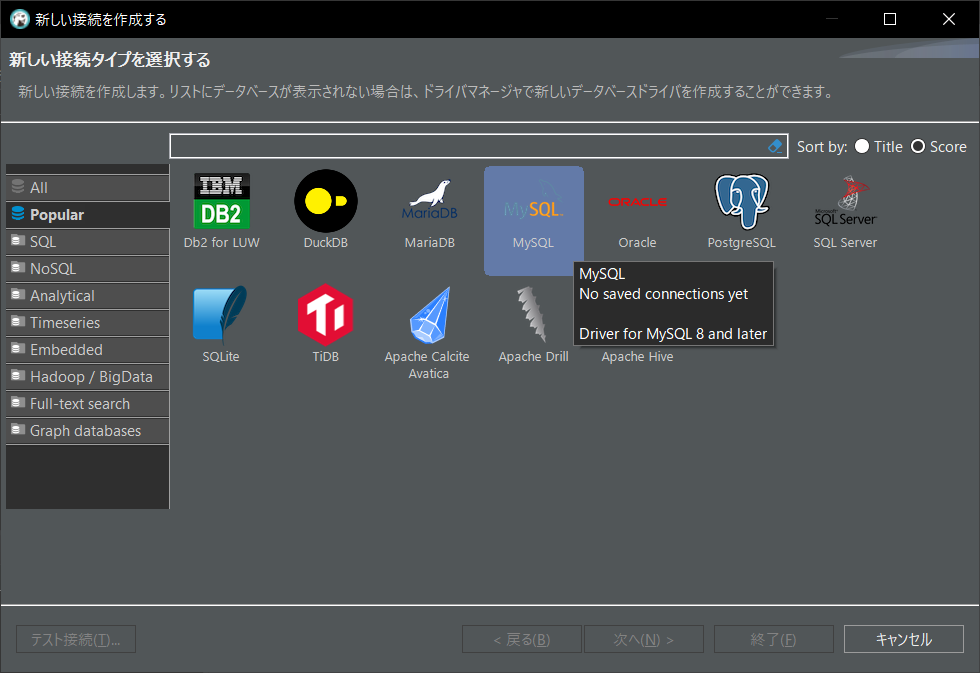 新しい接続を作成する
新しい接続タイプを選択する
新しい接続を作成します。リストにデータベースが表示されない場合は、ドライバマネージャで新しいデータベースドライバを作成することができます。
Sort by: Title Score
All
Popular
SQL
NoSQL
Analytical
Timeseries
Embedded
Hadoop / BigData
Full-text search
Graph databases
IBM
DB2
Db2 for LUW
DuckDB
MariaDB
MariaDB
MySQL
MySQL
ORACLE
Oracle
PostgreSQL
Microsoft
SQL Server
SQL Server
SQLite
TiDB
Apache Calcite
Avatica
Apache Drill
Apache Hive
MySQL
No saved connections yet
Driver for MySQL 8 and later
テスト接続(T)...
< 戻る(B)
次へ(N) >
終了(F)
キャンセル